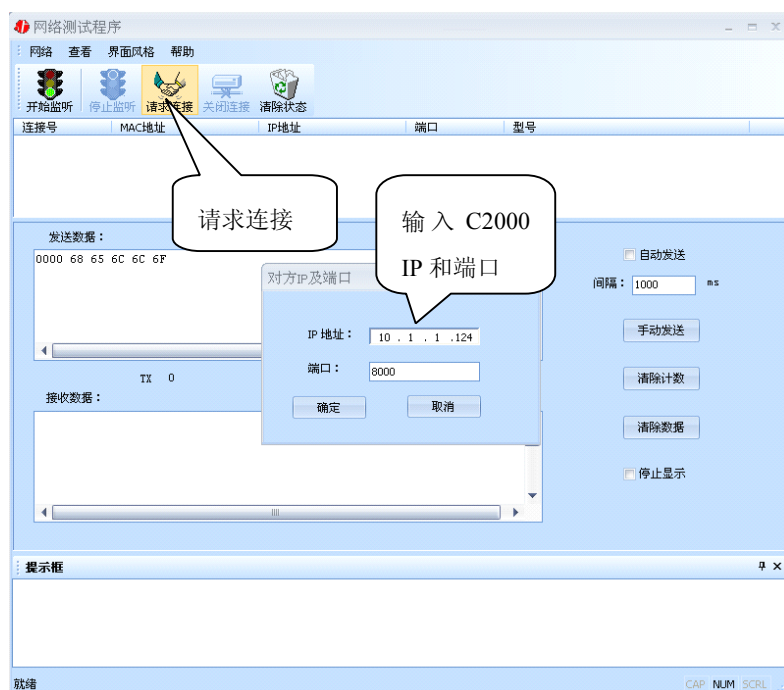 网络测试程序
网络 查看 界面风格 帮助
开始监听 停止监听 请求连接 关闭连接 清除状态
连接号 MAC地址 IP地址 端口 型号
请求连接
输入 C2000
IP 和端口
发送数据：
0000 68 65 6C 6C 6F
自动发送
间隔： 1000 ms
对方IP及端口
IP 地址： 10 . 1 . 1 .124
手动发送
端口： 8000
TX 0
清除计数
接收数据：
确定 取消
清除数据
停止显示
提示框
就绪
CAP NUM SCRL